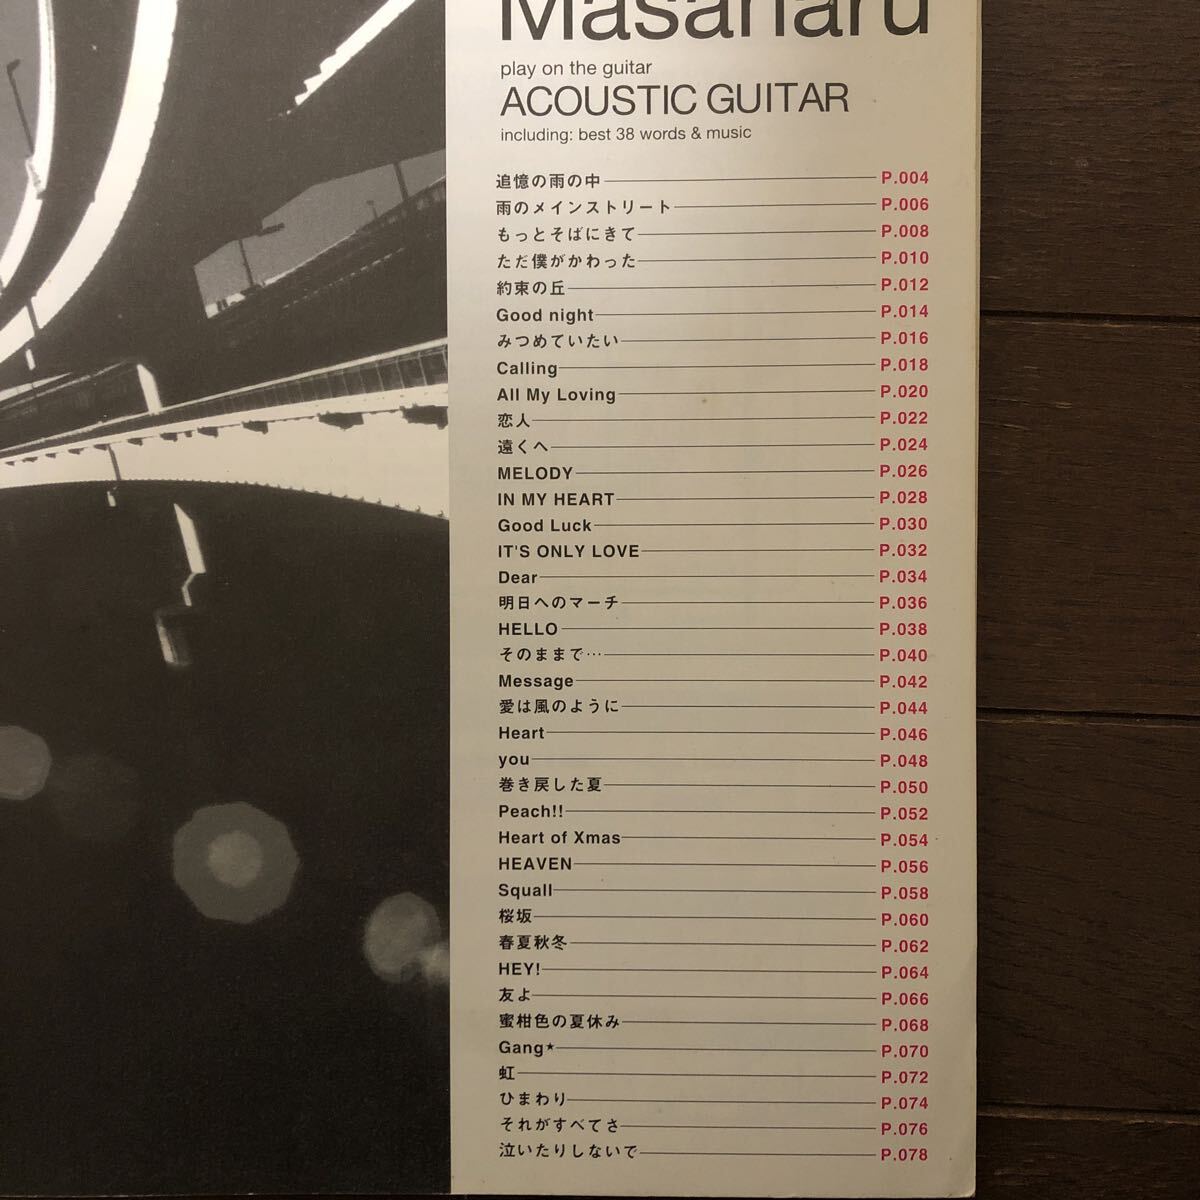 Masaharu
play on the guitar
ACOUSTIC GUITAR
including: best 38 words & music
追憶の雨の中 P.004
雨のメインストリート P.006
もっとそばにきて P.008
ただ僕がかわった P.010
約束の丘 P.012
Good night P.014
みつめていたい P.016
Calling P.018
All My Loving P.020
恋人 P.022
遠くへ P.024
MELODY P.026
IN MY HEART P.028
Good Luck P.030
IT'S ONLY LOVE P.032
Dear P.034
明日へのマーチ P.036
HELLO P.038
そのままで… P.040
Message P.042
愛は風のように P.044
Heart P.046
you P.048
巻き戻した夏 P.050
Peach!! P.052
Heart of Xmas P.054
HEAVEN P.056
Squall P.058
桜坂 P.060
春夏秋冬 P.062
HEY! P.064
友よ P.066
蜜柑色の夏休み P.068
Gang★ P.070
虹 P.072
ひまわり P.074
それがすべてさ P.076
泣いたりしないで P.078